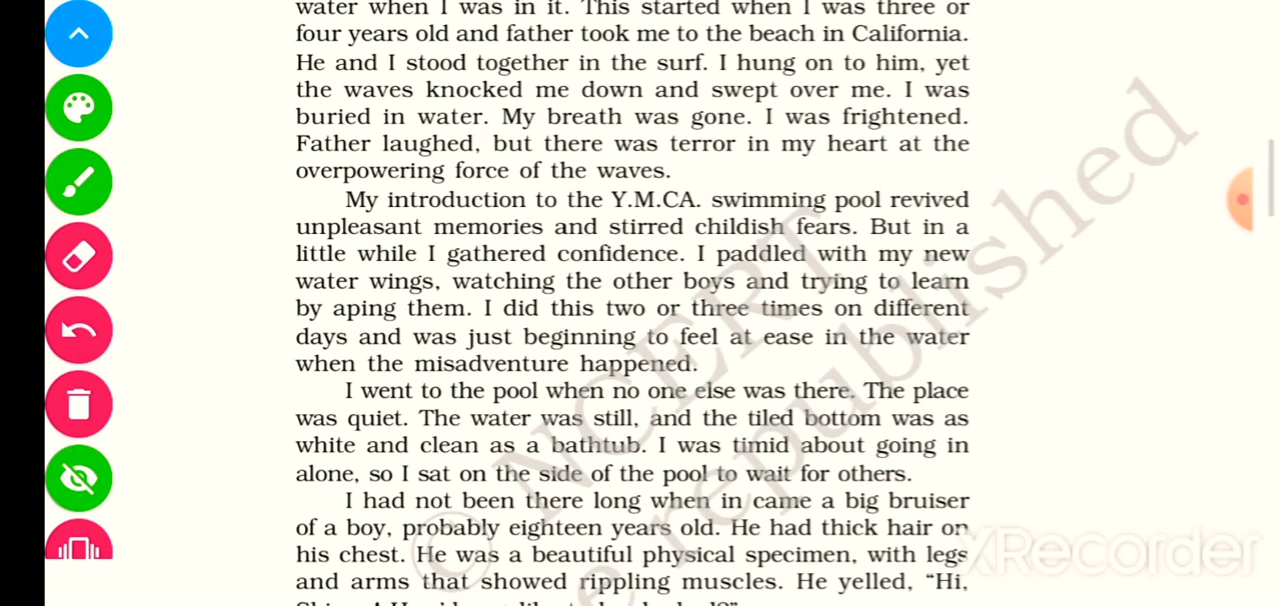 water when I was in it. This started when I was three or
four years old and father took me to the beach in California.
He and I stood together in the surf. I hung on to him, yet
the waves knocked me down and swept over me. I was
buried in water. My breath was gone. I was frightened.
Father laughed, but there was terror in my heart at the
overpowering force of the waves.
My introduction to the Y.M.CA. swimming pool revived
unpleasant memories and stirred childish fears. But in a
little while I gathered confidence. I paddled with my new
water wings, watching the other boys and trying to learn
by aping them. I did this two or three times on different
days and was just beginning to feel at ease in the water
when the misadventure happened.
I went to the pool when no one else was there. The place
was quiet. The water was still, and the tiled bottom was as
white and clean as a bathtub. I was timid about going in
alone, so I sat on the side of the pool to wait for others.
I had not been there long when in came a big bruiser
of a boy, probably eighteen years old. He had thick hair on
his chest. He was a beautiful physical specimen, with legs
and arms that showed rippling muscles. He yelled, “Hi,
© NCERT
republished
XRecorder